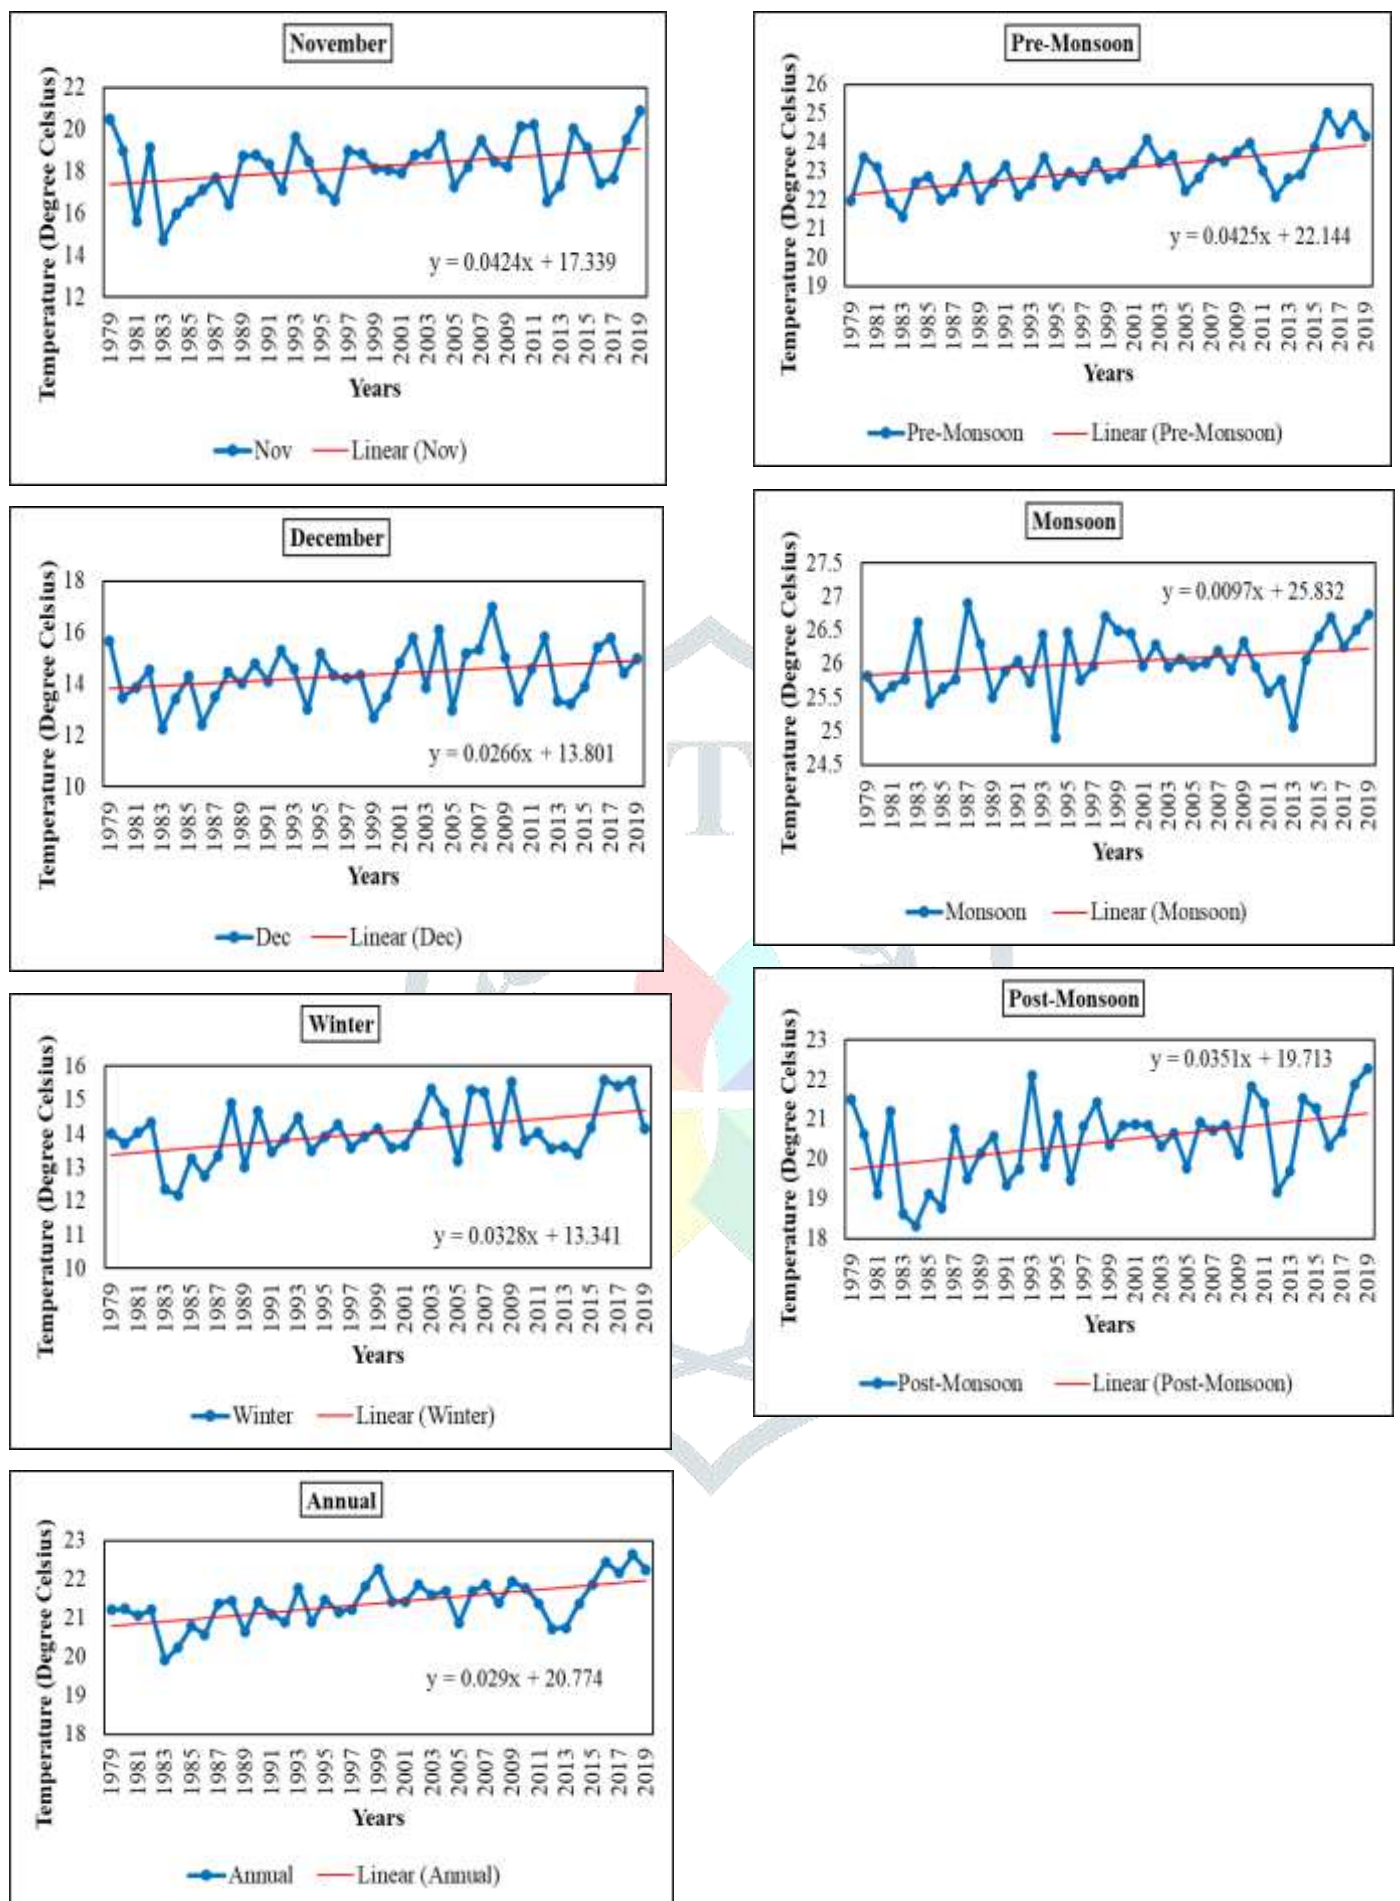 November
Temperature (Degree Celsius)
22
20
18
16
14
12
y = 0.0424x + 17.339
1979 1981 1983 1985 1987 1989 1991 1993 1995 1997 1999 2001 2003 2005 2007 2009 2011 2013 2015 2017 2019
Years
Nov Linear (Nov)
Pre-Monsoon
Temperature (Degree Celsius)
26
25
24
23
22
21
20
19
y = 0.0425x + 22.144
1979 1981 1983 1985 1987 1989 1991 1993 1995 1997 1999 2001 2003 2005 2007 2009 2011 2013 2015 2017 2019
Years
Pre-Monsoon Linear (Pre-Monsoon)
December
Temperature (Degree Celsius)
18
16
14
12
10
y = 0.0266x + 13.801
1979 1981 1983 1985 1987 1989 1991 1993 1995 1997 1999 2001 2003 2005 2007 2009 2011 2013 2015 2017 2019
Years
Dec Linear (Dec)
Monsoon
Temperature (Degree Celsius)
27.5
27
26.5
26
25.5
25
24.5
y = 0.0097x + 25.832
1979 1981 1983 1985 1987 1989 1991 1993 1995 1997 1999 2001 2003 2005 2007 2009 2011 2013 2015 2017 2019
Years
Monsoon Linear (Monsoon)
Winter
Temperature (Degree Celsius)
16
15
14
13
12
11
10
y = 0.0328x + 13.341
1979 1981 1983 1985 1987 1989 1991 1993 1995 1997 1999 2001 2003 2005 2007 2009 2011 2013 2015 2017 2019
Years
Winter Linear (Winter)
Post-Monsoon
Temperature (Degree Celsius)
23
22
21
20
19
18
y = 0.0351x + 19.713
1979 1981 1983 1985 1987 1989 1991 1993 1995 1997 1999 2001 2003 2005 2007 2009 2011 2013 2015 2017 2019
Years
Post-Monsoon Linear (Post-Monsoon)
Annual
Temperature (Degree Celsius)
23
22
21
20
19
18
y = 0.029x + 20.774
1979 1981 1983 1985 1987 1989 1991 1993 1995 1997 1999 2001 2003 2005 2007 2009 2011 2013 2015 2017 2019
Years
Annual Linear (Annual)